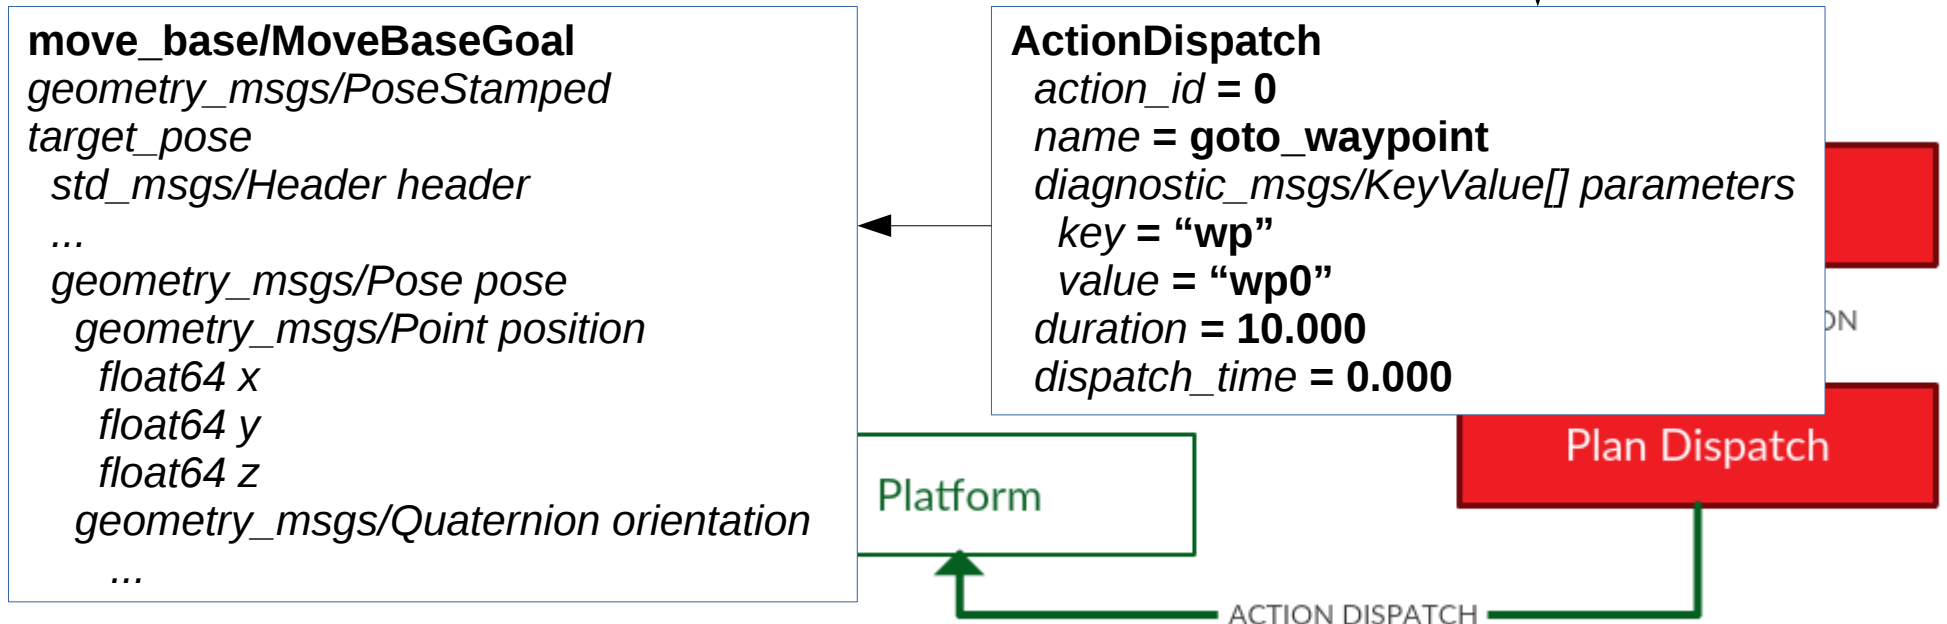 move_base/MoveBaseGoal
geometry_msgs/PoseStamped
target_pose
std_msgs/Header header
...
geometry_msgs/Pose pose
geometry_msgs/Point position
float64 x
float64 y
float64 z
geometry_msgs/Quaternion orientation
...
ActionDispatch
action_id = 0
name = goto_waypoint
diagnostic_msgs/KeyValue[] parameters
key = “wp”
value = “wp0”
duration = 10.000
dispatch_time = 0.000
Plan Dispatch
Platform
ACTION DISPATCH